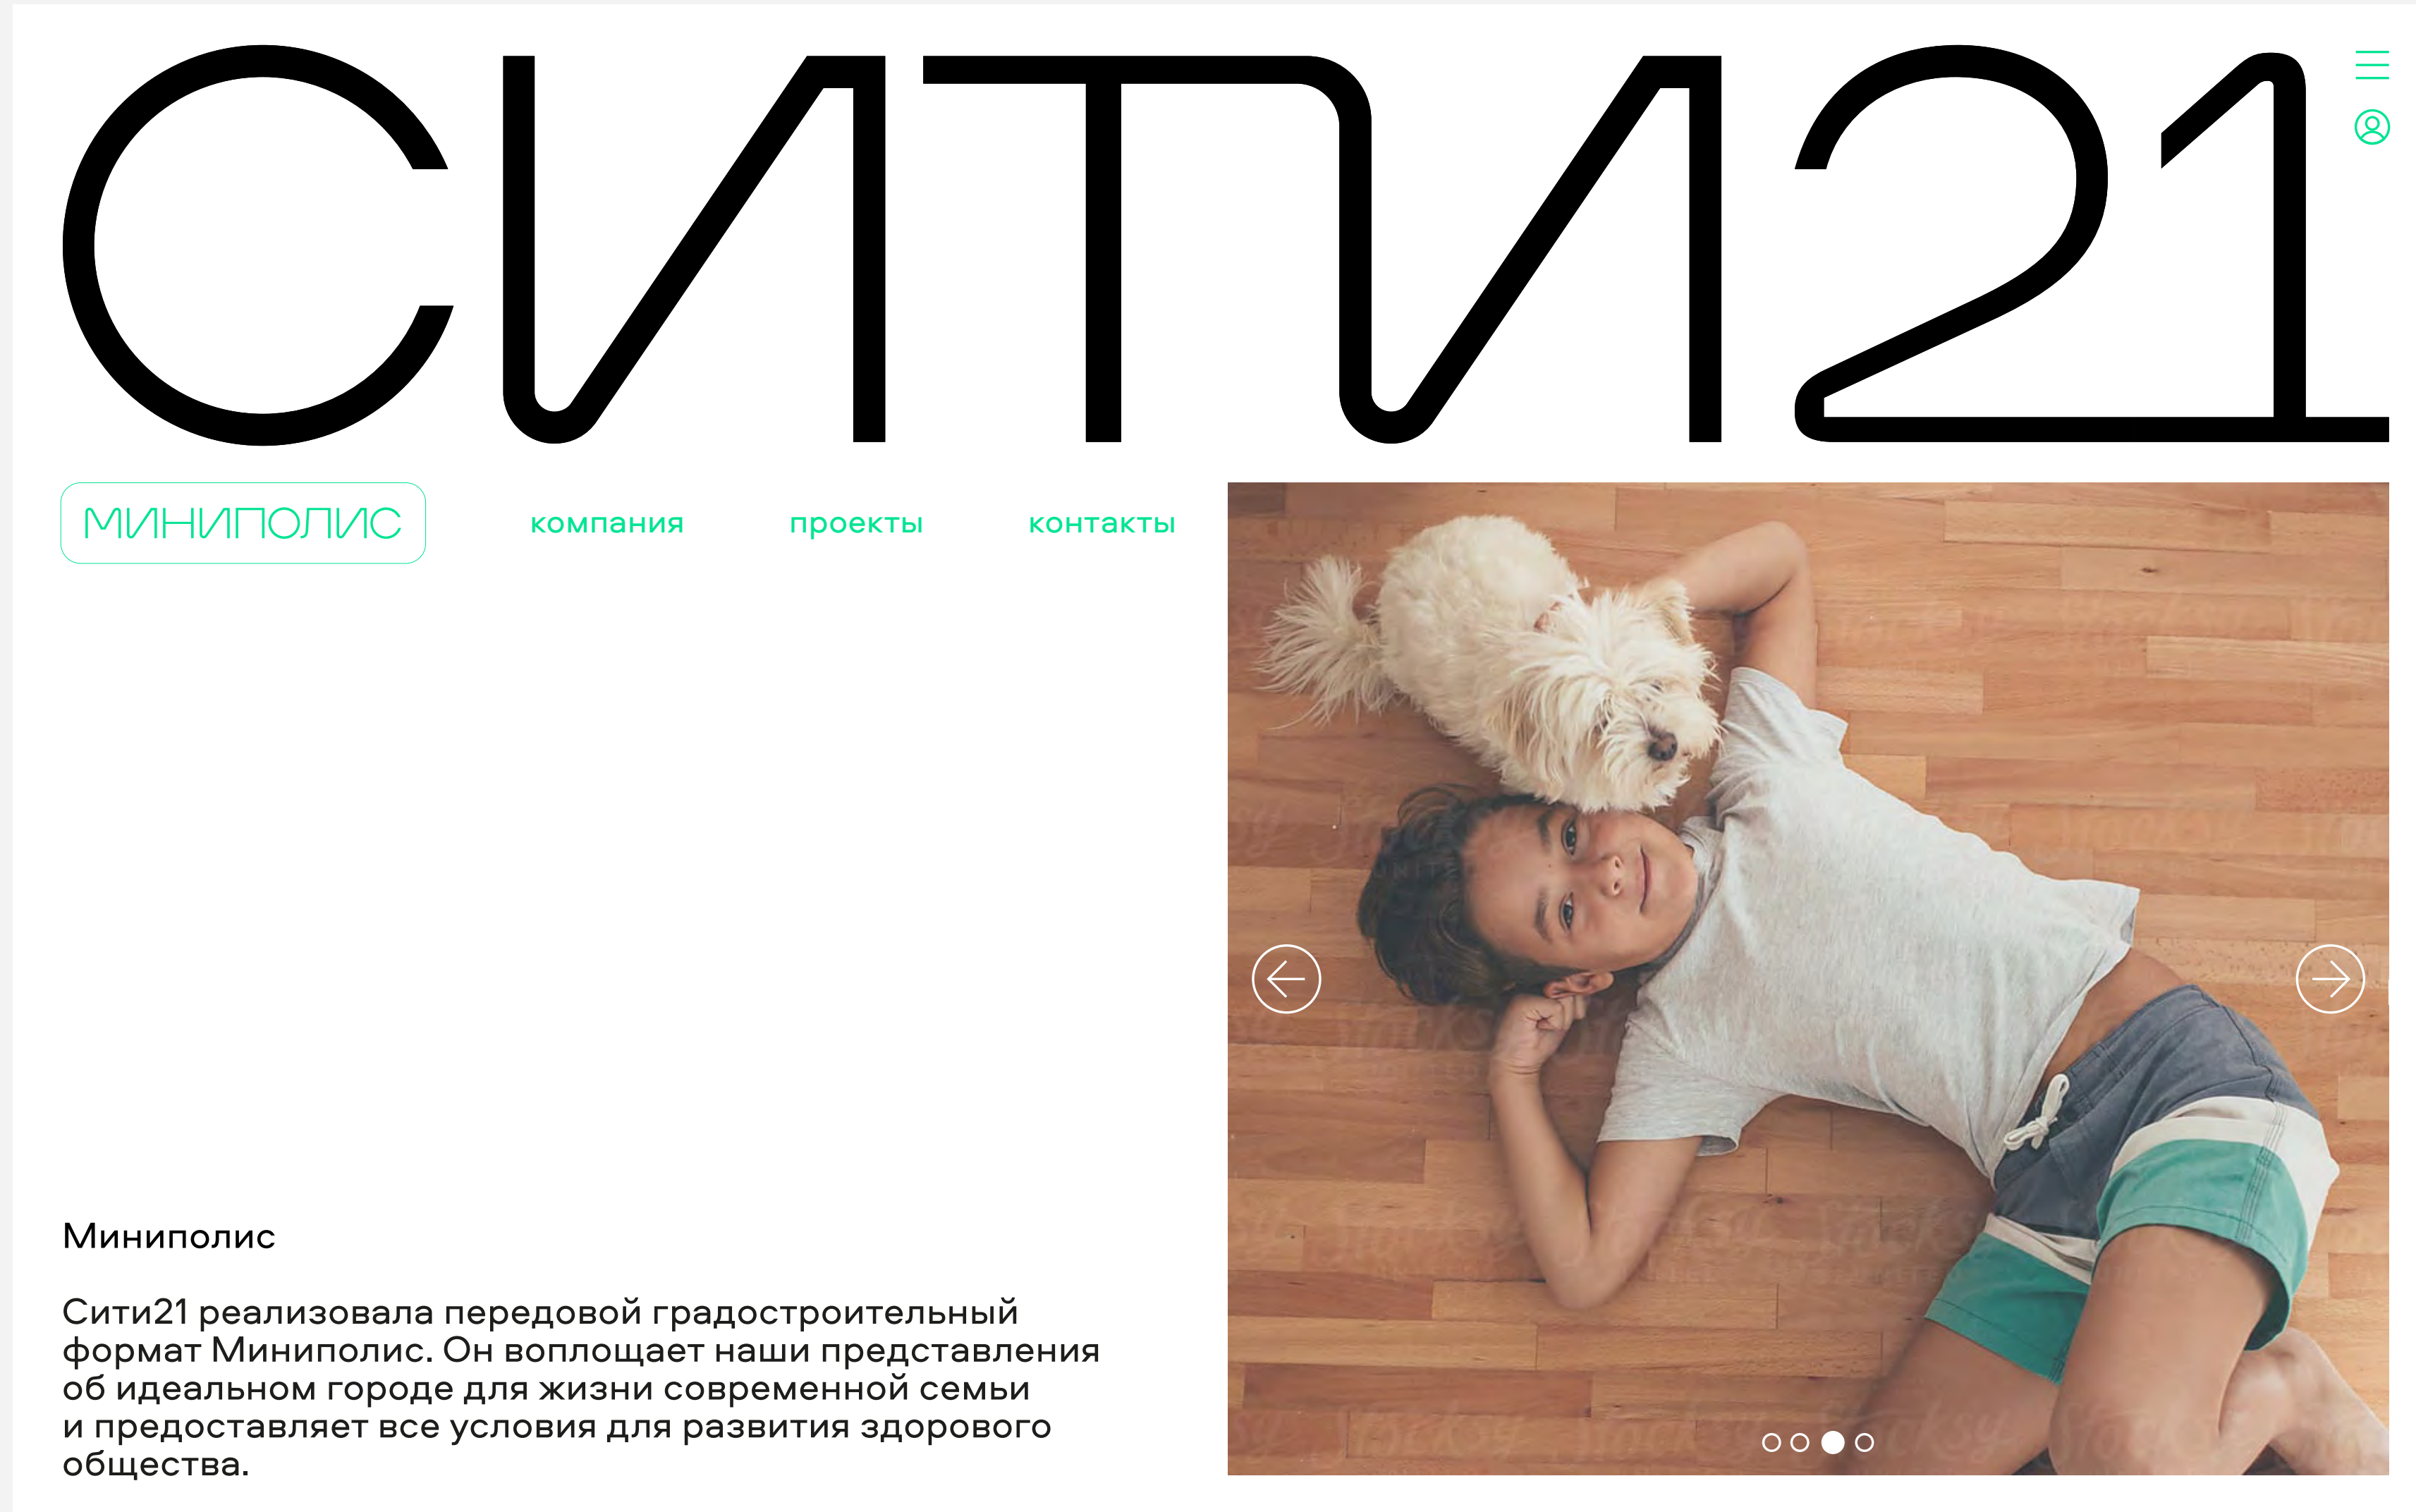 СИТИ21
МИНИПОЛИС
компания
проекты
контакты
Миниполис
Сити21 реализовала передовой градостроительный
формат Миниполис. Он воплощает наши представления
об идеальном городе для жизни современной семьи
и предоставляет все условия для развития здорового
общества.
Stocksy